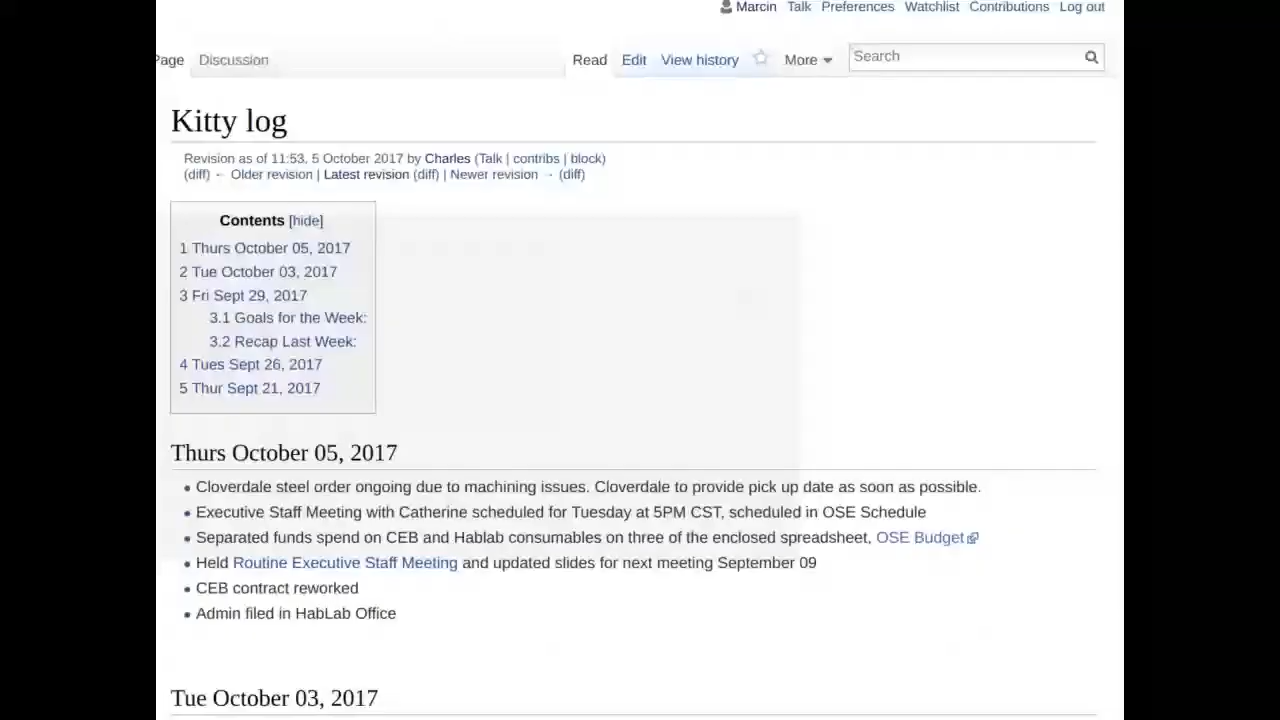 Marcin Talk Preferences Watchlist Contributions Log out
Page Discussion Read Edit View history More Search
Kitty log
Revision as of 11:53, 5 October 2017 by Charles (Talk | contribs | block)
(diff) ← Older revision | Latest revision (diff) | Newer revision → (diff)
Contents [hide]
1 Thurs October 05, 2017
2 Tue October 03, 2017
3 Fri Sept 29, 2017
3.1 Goals for the Week:
3.2 Recap Last Week:
4 Tues Sept 26, 2017
5 Thur Sept 21, 2017
Thurs October 05, 2017
Cloverdale steel order ongoing due to machining issues. Cloverdale to provide pick up date as soon as possible.
Executive Staff Meeting with Catherine scheduled for Tuesday at 5PM CST, scheduled in OSE Schedule
Separated funds spend on CEB and Hablab consumables on three of the enclosed spreadsheet, OSE Budget
Held Routine Executive Staff Meeting and updated slides for next meeting September 09
CEB contract reworked
Admin filed in HabLab Office
Tue October 03, 2017